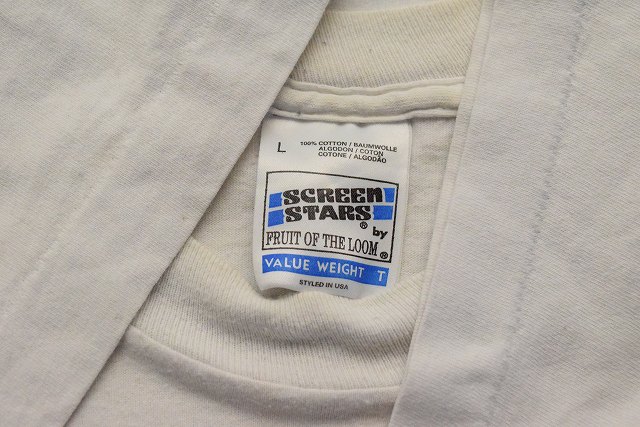 L
100% COTTON / BAUMWOLLE
ALGODON / COTON
COTONE / ALGODÃO
SCREEN
STARS® by
FRUIT OF THE LOOM®
VALUE WEIGHT T
STYLED IN USA